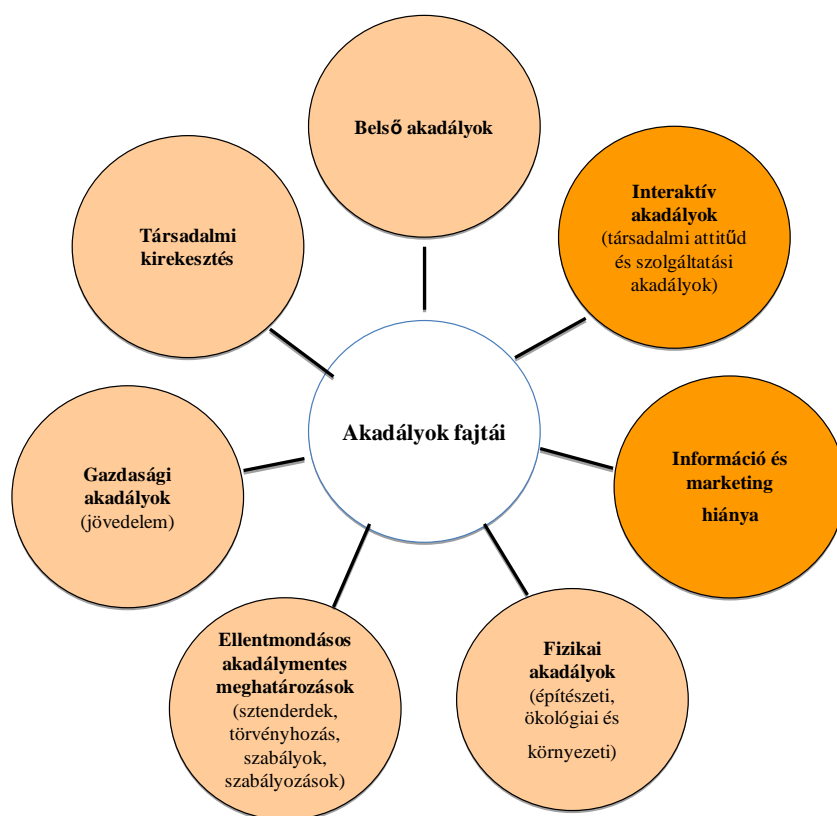 Belső akadályok
Interaktív
akadályok
(társadalmi attitűd
és szolgáltatási
akadályok)
Társadalmi
kirekesztés
Akadályok fajtái
Információ és
marketing
hiánya
Gazdasági
akadályok
(jövedelem)
Ellentmondásos
akadálymentes
meghatározások
(sztenderdek,
törvényhozás,
szabályok,
szabályozások)
Fizikai
akadályok
(építészeti,
ökológiai és
környezeti)